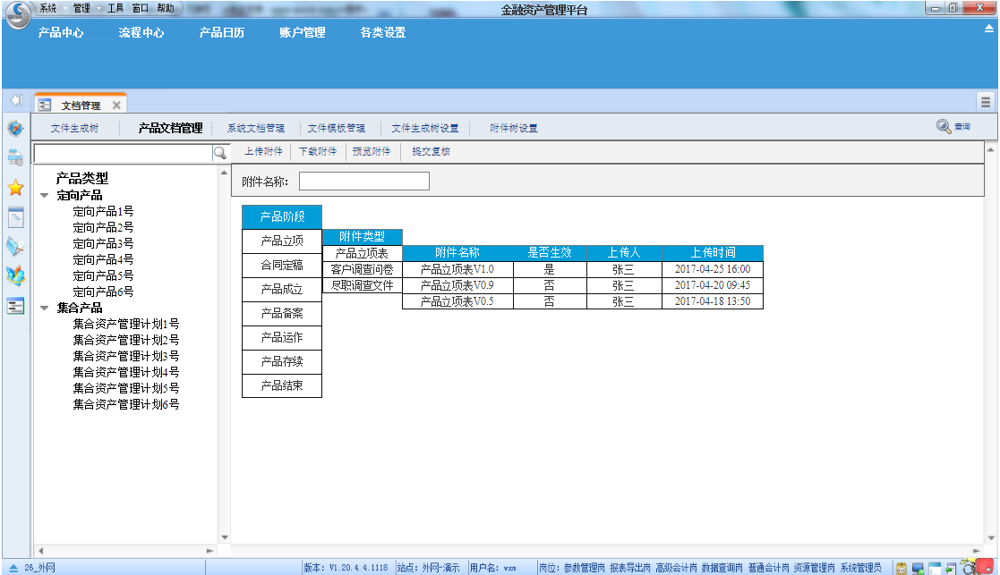 系统 管理 工具 窗口 帮助
金融资产管理平台
产品中心 流程中心 产品日历 账户管理 各类设置
文档管理
文件生成树 产品文档管理 系统文档管理 文件模板管理 文件生成树设置 附件树设置 查询
上传附件 下载附件 预览附件 提交复核
附件名称:
产品类型
定向产品
定向产品1号
定向产品2号
定向产品3号
定向产品4号
定向产品5号
定向产品6号
集合产品
集合资产管理计划1号
集合资产管理计划2号
集合资产管理计划3号
集合资产管理计划4号
集合资产管理计划5号
集合资产管理计划6号
产品阶段
产品立项
合同定稿
产品成立
产品备案
产品运作
产品存续
产品结束
附件类型
产品立项表
客户调查问卷
尽职调查文件
附件名称 是否生效 上传人 上传时间
产品立项表V1.0 是 张三 2017-04-25 16:00
产品立项表V0.9 否 张三 2017-04-20 09:45
产品立项表V0.5 否 张三 2017-04-18 13:50
26_外网 版本: V1.20.4.4.1118 站点: 外网-演示 用户名: vxm 岗位: 参数管理岗 报表导出岗 高级会计岗 数据查询岗 普通会计岗 资源管理岗 系统管理员